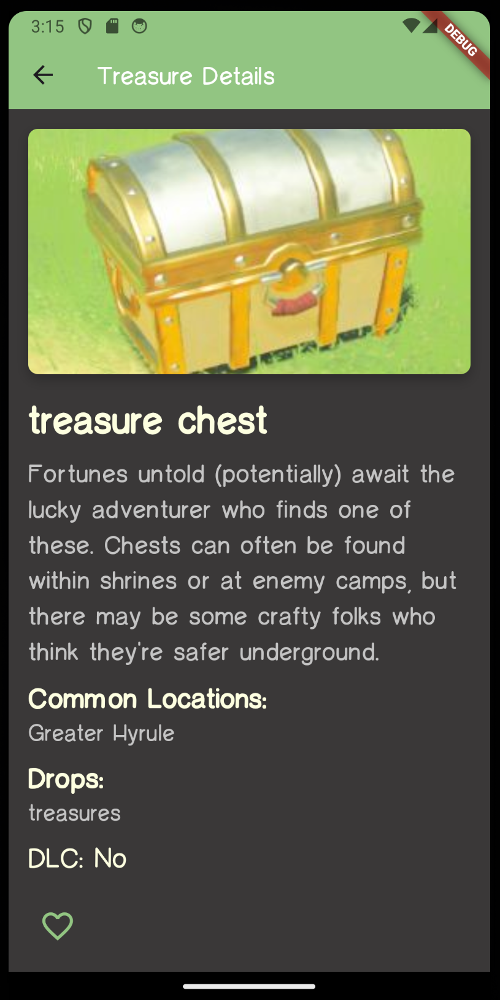 3:15
DEBUG
Treasure Details
treasure chest
Fortunes untold (potentially) await the
lucky adventurer who finds one of
these. Chests can often be found
within shrines or at enemy camps, but
there may be some crafty folks who
think they're safer underground.
Common Locations:
Greater Hyrule
Drops:
treasures
DLC: No